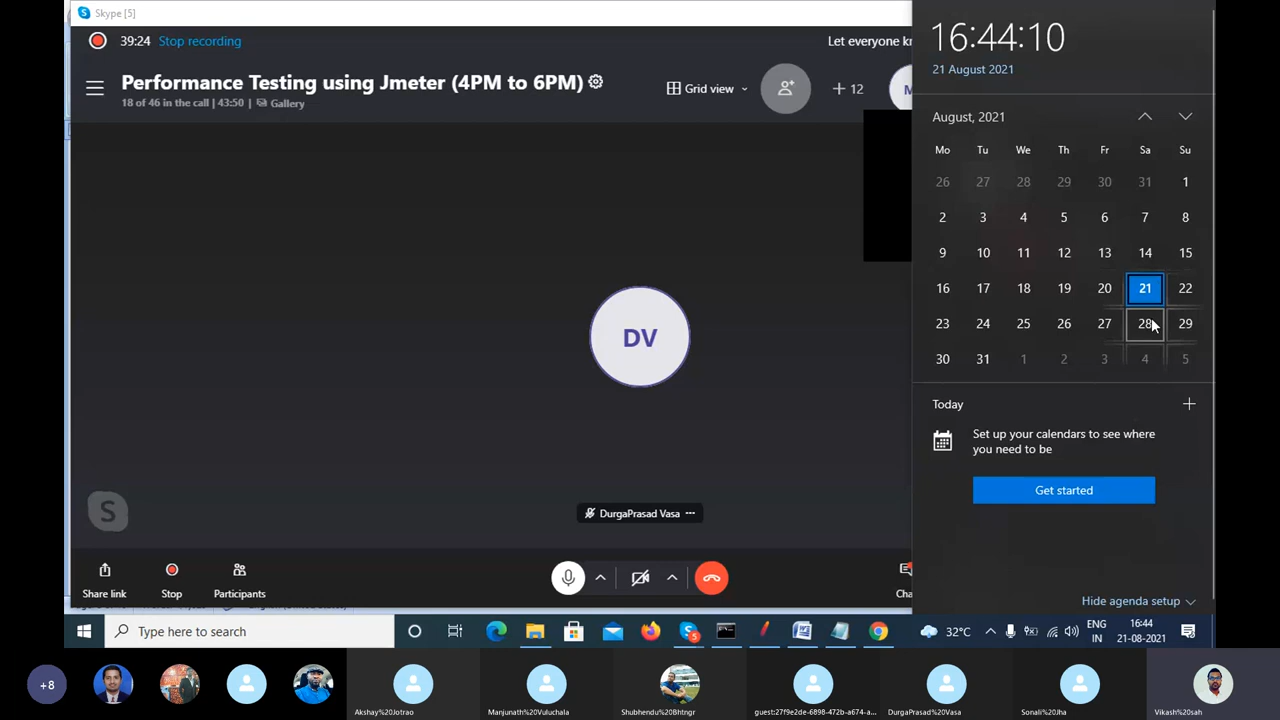 Skype [5]
39:24 Stop recording
Let everyone kn
Performance Testing using Jmeter (4PM to 6PM)
18 of 46 in the call | 43:50 | Gallery
Grid view
+ 12
M
DV
DurgaPrasad Vasa
S
Share link
Stop
Participants
Cha
16:44:10
21 August 2021
August, 2021
Mo Tu We Th Fr Sa Su
26 27 28 29 30 31 1
2 3 4 5 6 7 8
9 10 11 12 13 14 15
16 17 18 19 20 21 22
23 24 25 26 27 28 29
30 31 1 2 3 4 5
Today
Set up your calendars to see where
you need to be
Get started
Hide agenda setup
Type here to search
32°C
ENG
IN
16:44
21-08-2021
+8
Akshay%20Jotrao
Manjunath%20Vuluchala
Shubhendu%20Bhtngr
guest:27f9e2de-6898-472b-a674-a...
DurgaPrasad%20Vasa
Sonali%20Jha
Vikash%20sah